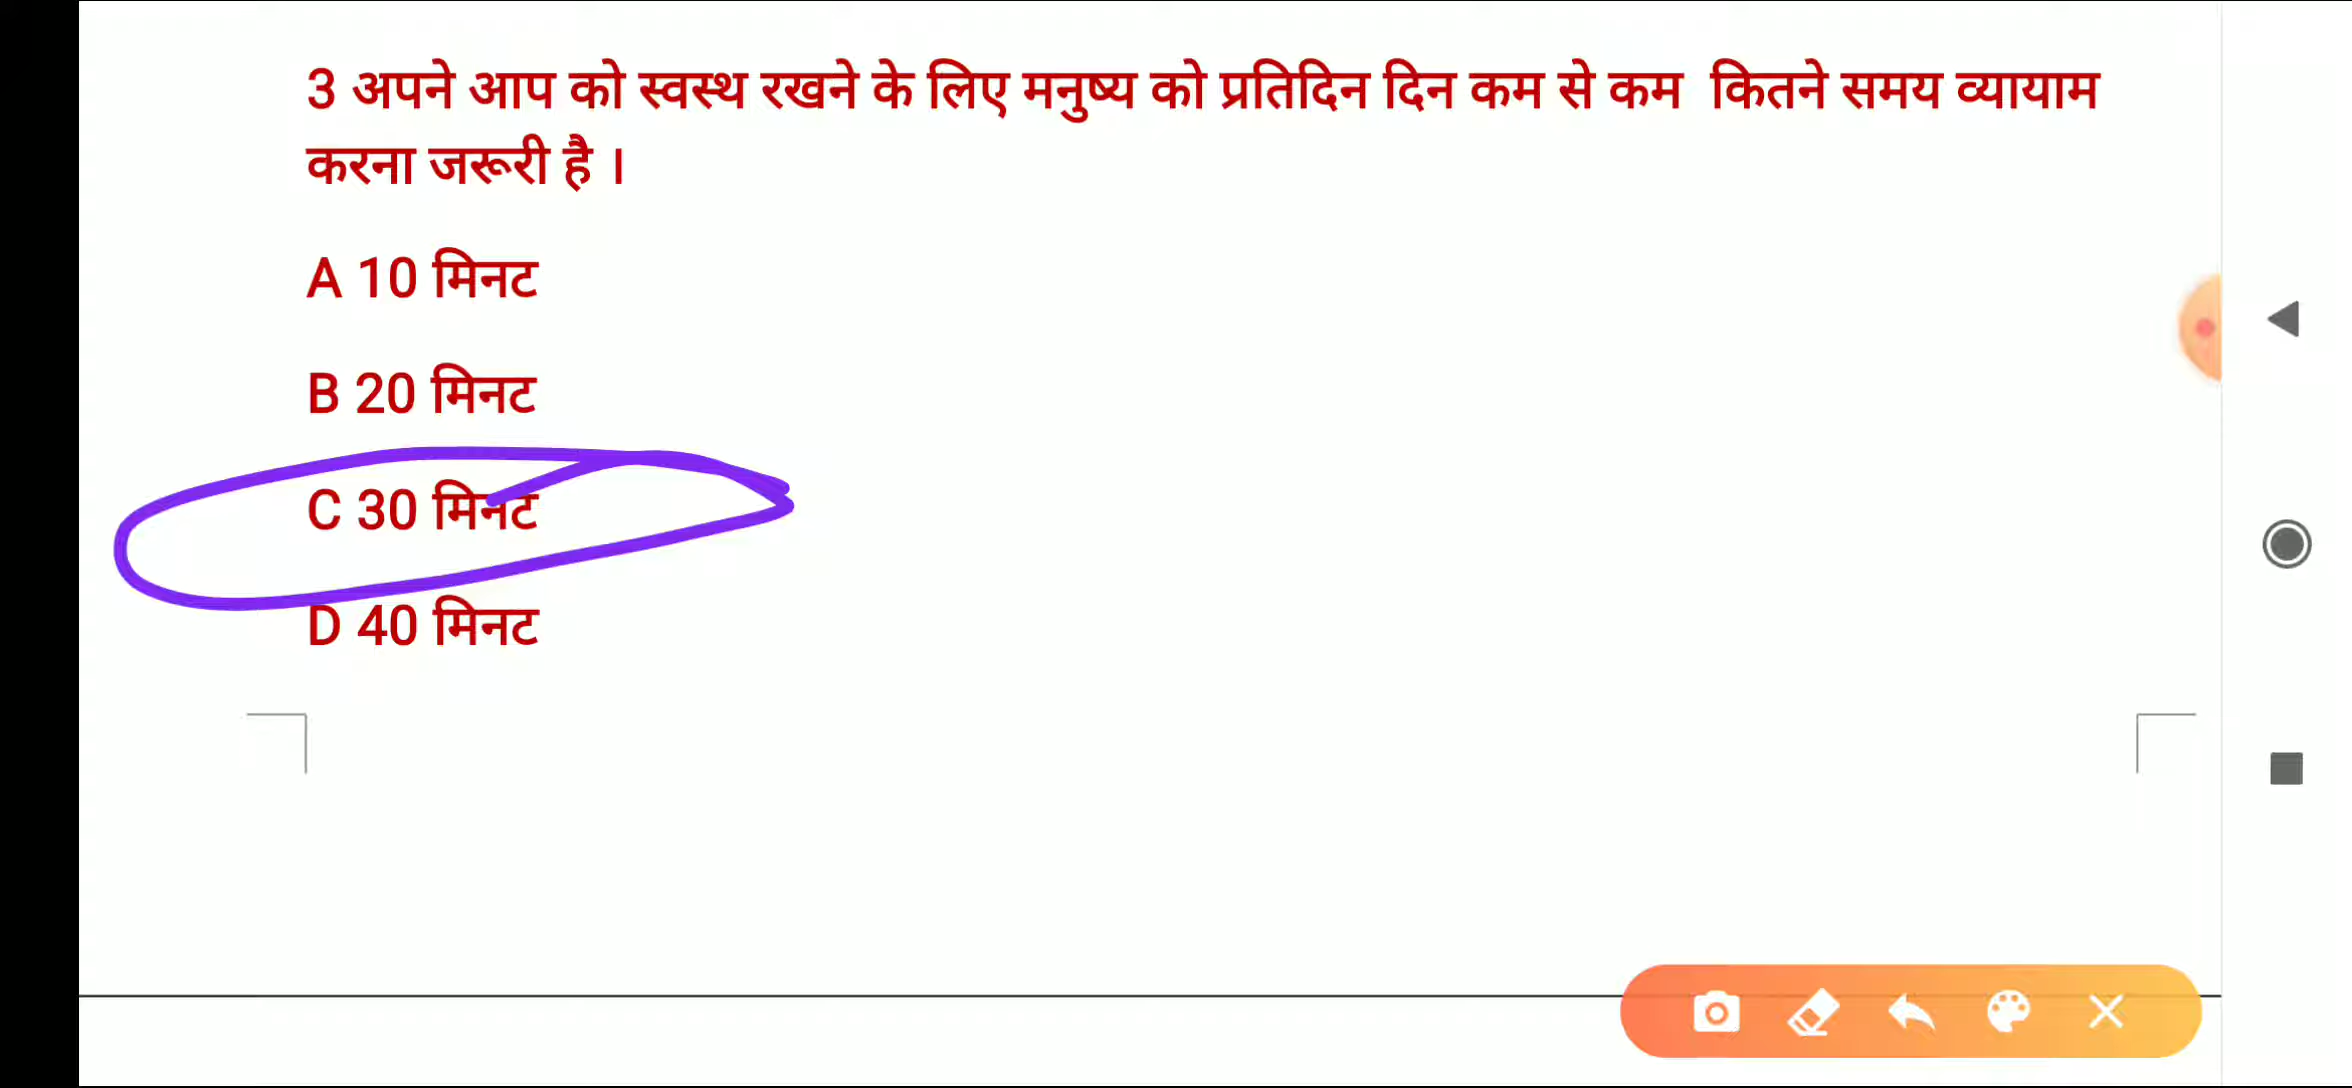 3 अपने आप को स्वस्थ रखने के लिए मनुष्य को प्रतिदिन दिन कम से कम कितने समय व्यायाम
करना जरूरी है ।
A 10 मिनट
B 20 मिनट
C 30 मिनट
D 40 मिनट